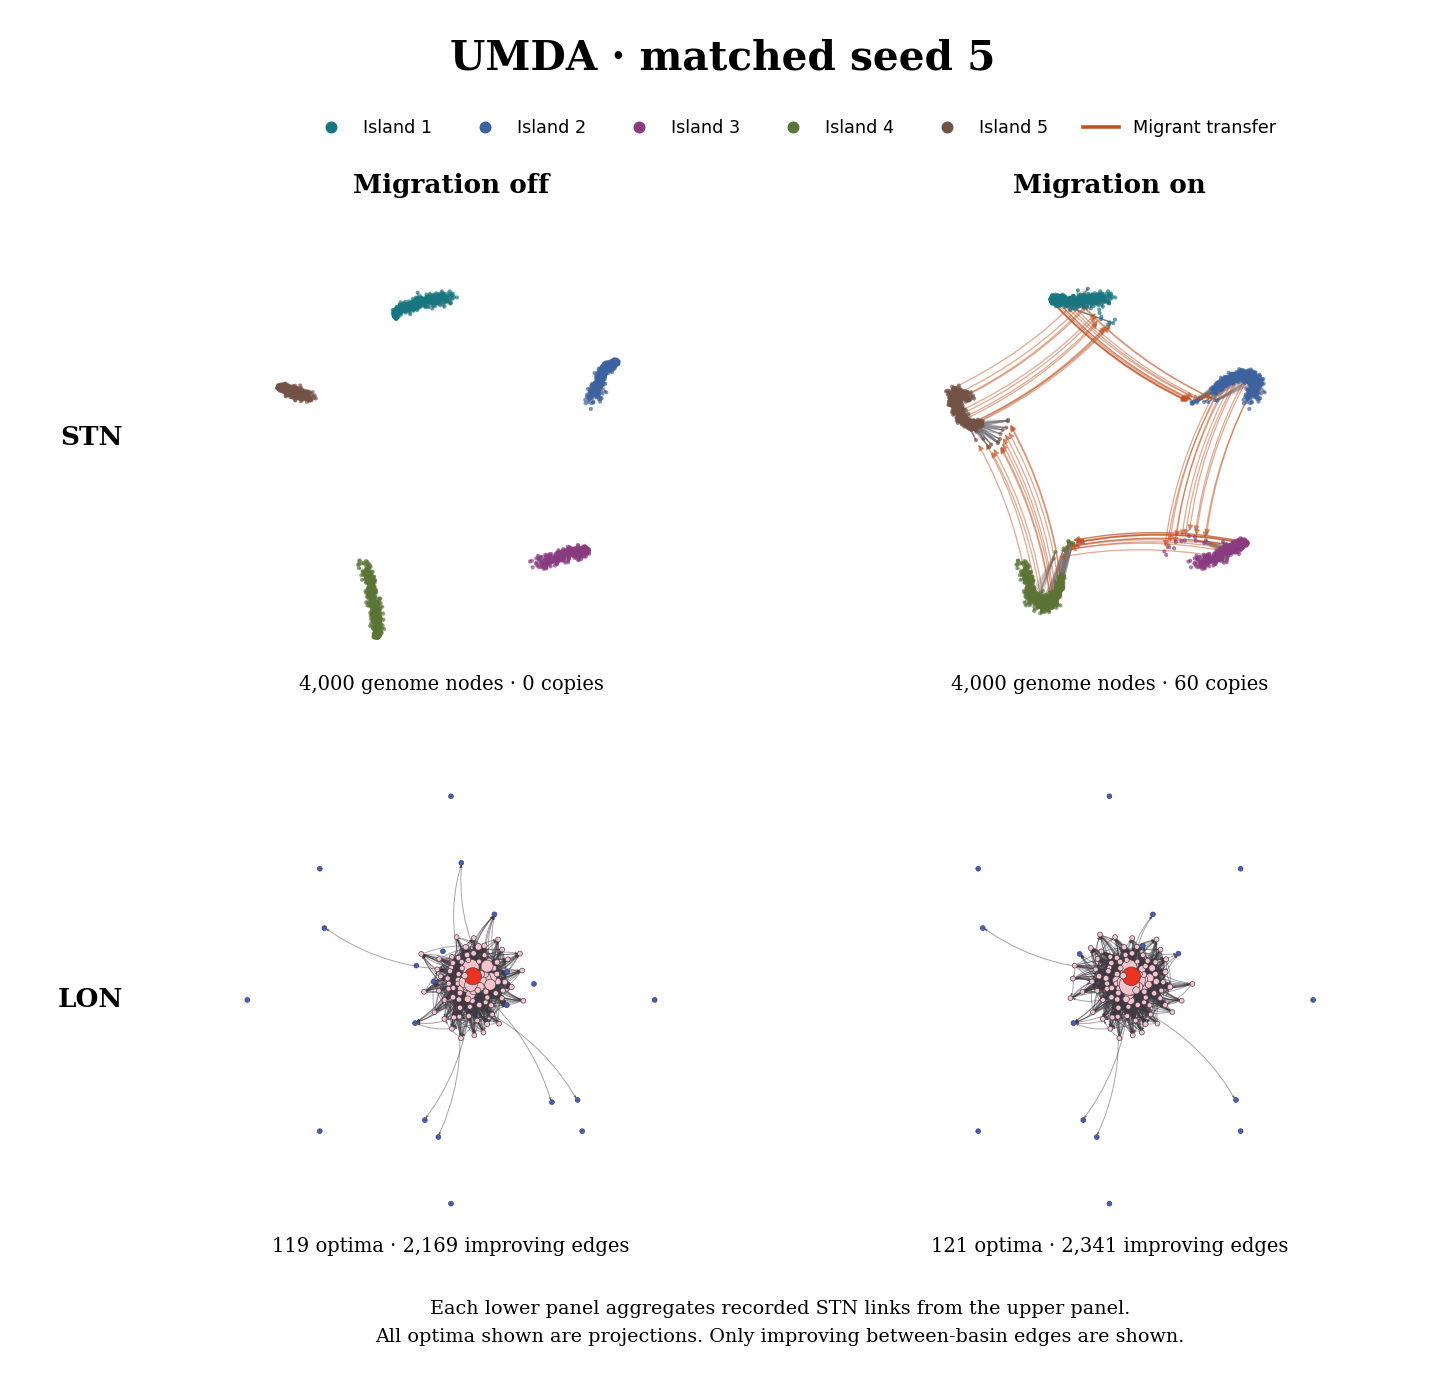 UMDA · matched seed 5
Island 1 Island 2 Island 3 Island 4 Island 5 Migrant transfer
Migration off Migration on
STN
4,000 genome nodes · 0 copies 4,000 genome nodes · 60 copies
LON
119 optima · 2,169 improving edges 121 optima · 2,341 improving edges
Each lower panel aggregates recorded STN links from the upper panel.
All optima shown are projections. Only improving between-basin edges are shown.